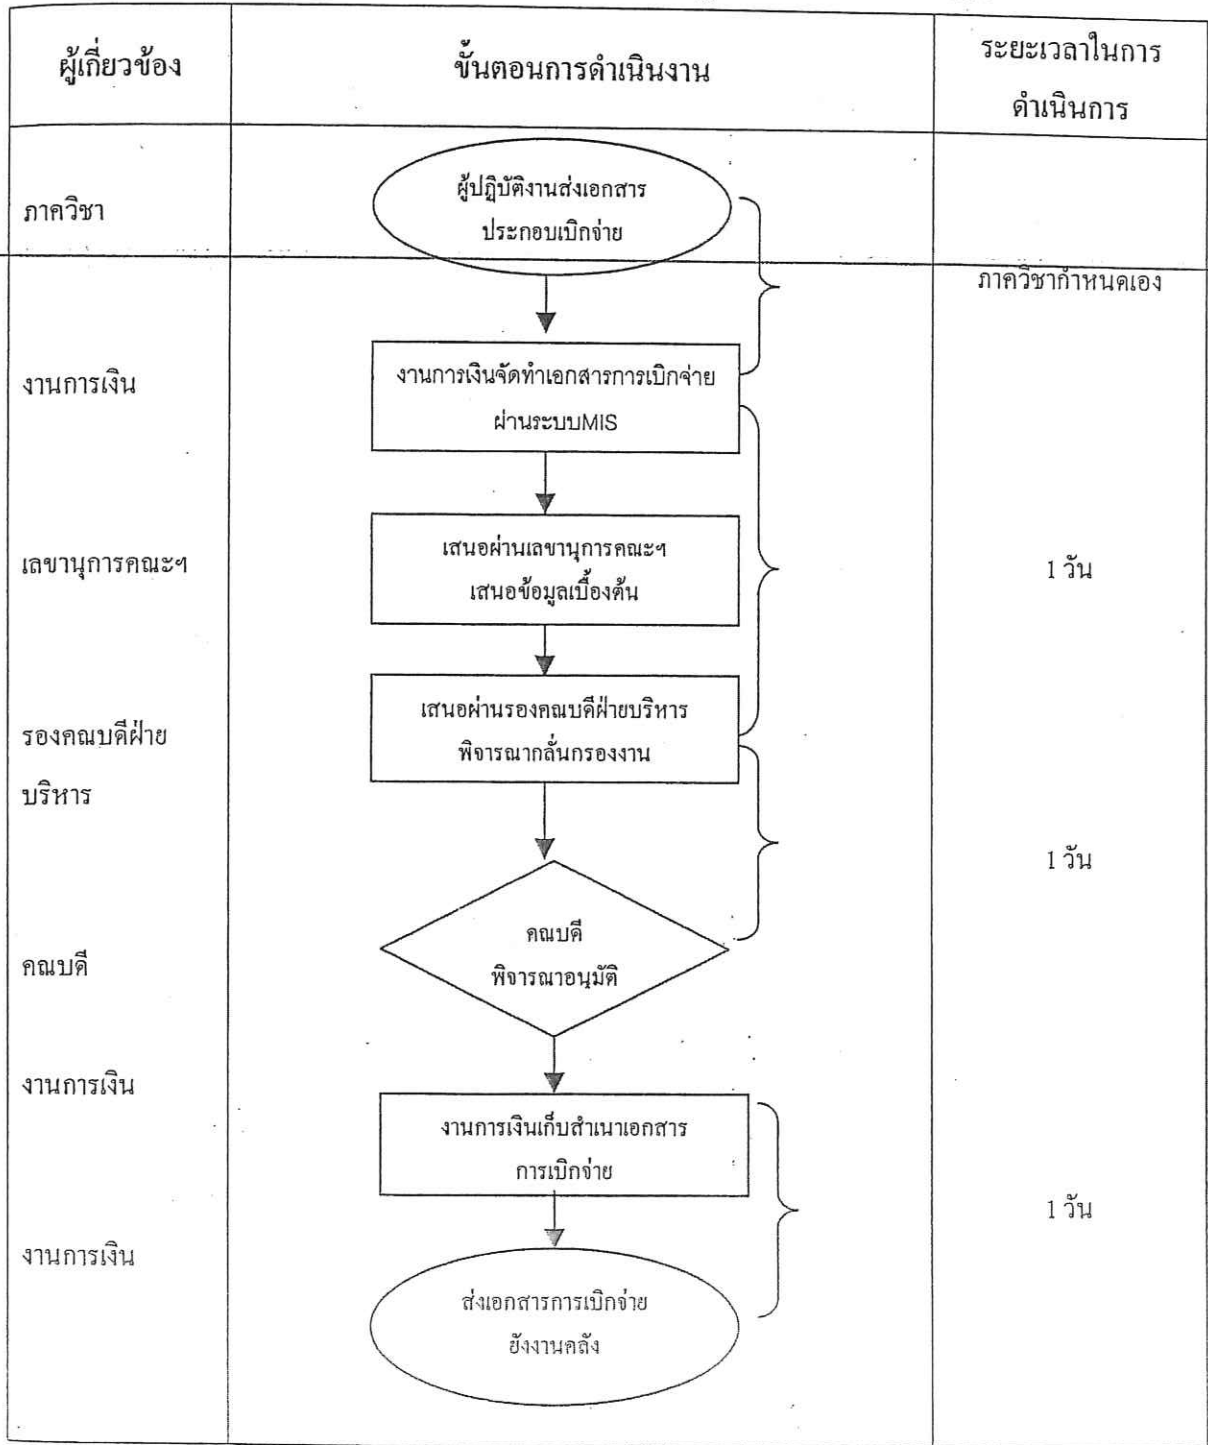 ผู้เกี่ยวข้อง
ขั้นตอนการดำเนินงาน
ระยะเวลาในการ
ดำเนินการ
ภาควิชา
ผู้ปฏิบัติงานส่งเอกสาร
ประกอบเบิกจ่าย
ภาควิชากำหนดเอง
งานการเงิน
งานการเงินจัดทำเอกสารการเบิกจ่าย
ผ่านระบบMIS
เลขานุการคณะฯ
เสนอผ่านเลขานุการคณะฯ
เสนอข้อมูลเบื้องต้น
1 วัน
รองคณบดีฝ่าย
บริหาร
เสนอผ่านรองคณบดีฝ่ายบริหาร
พิจารณากลั่นกรองงาน
1 วัน
คณบดี
คณบดี
พิจารณาอนุมัติ
งานการเงิน
งานการเงินเก็บสำเนาเอกสาร
การเบิกจ่าย
1 วัน
งานการเงิน
ส่งเอกสารการเบิกจ่าย
ยังงานคลัง